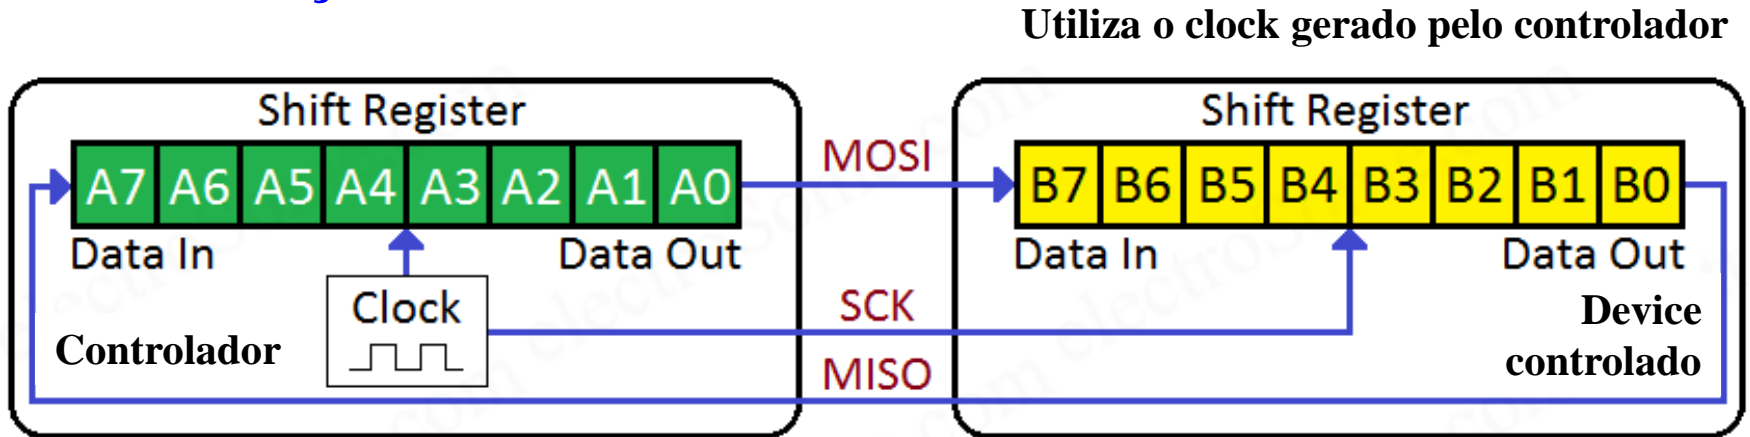 Utiliza o clock gerado pelo controlador
Shift Register
A7 A6 A5 A4 A3 A2 A1 A0
Data In
Data Out
Clock
Controlador
MOSI
SCK
MISO
Shift Register
B7 B6 B5 B4 B3 B2 B1 B0
Data In
Data Out
Device
controlado